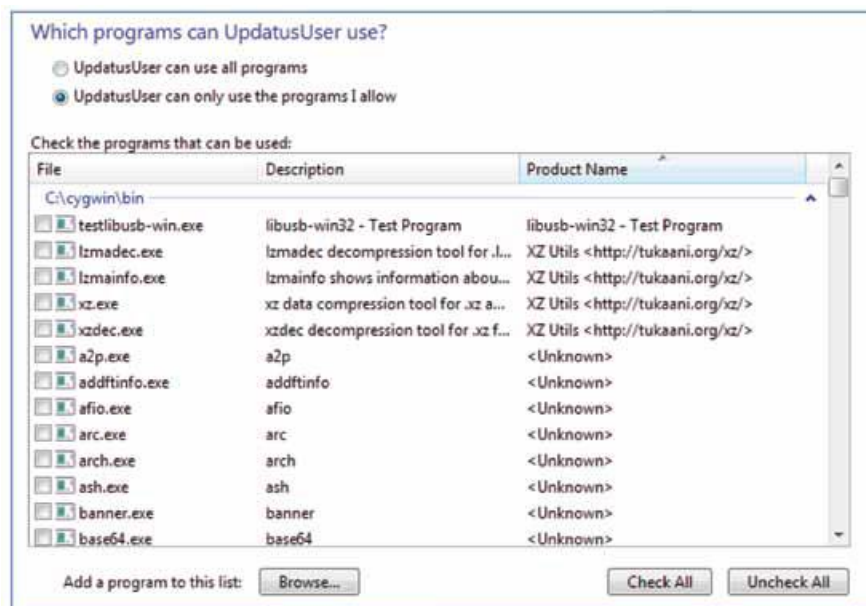 Which programs can UpdatusUser use?
UpdatusUser can use all programs
UpdatusUser can only use the programs I allow
Check the programs that can be used:
File Description Product Name
C:\cygwin\bin
testlibusb-win.exe libusb-win32 - Test Program libusb-win32 - Test Program
lzmadec.exe lzmadec decompression tool for .l... XZ Utils <http://tukaani.org/xz/>
lzmainfo.exe lzmainfo shows information abou... XZ Utils <http://tukaani.org/xz/>
xz.exe xz data compression tool for .xz a... XZ Utils <http://tukaani.org/xz/>
xzdec.exe xzdec decompression tool for .xz f... XZ Utils <http://tukaani.org/xz/>
a2p.exe a2p <Unknown>
addftinfo.exe addftinfo <Unknown>
afio.exe afio <Unknown>
arc.exe arc <Unknown>
arch.exe arch <Unknown>
ash.exe ash <Unknown>
banner.exe banner <Unknown>
base64.exe base64 <Unknown>
Add a program to this list: Browse... Check All Uncheck All